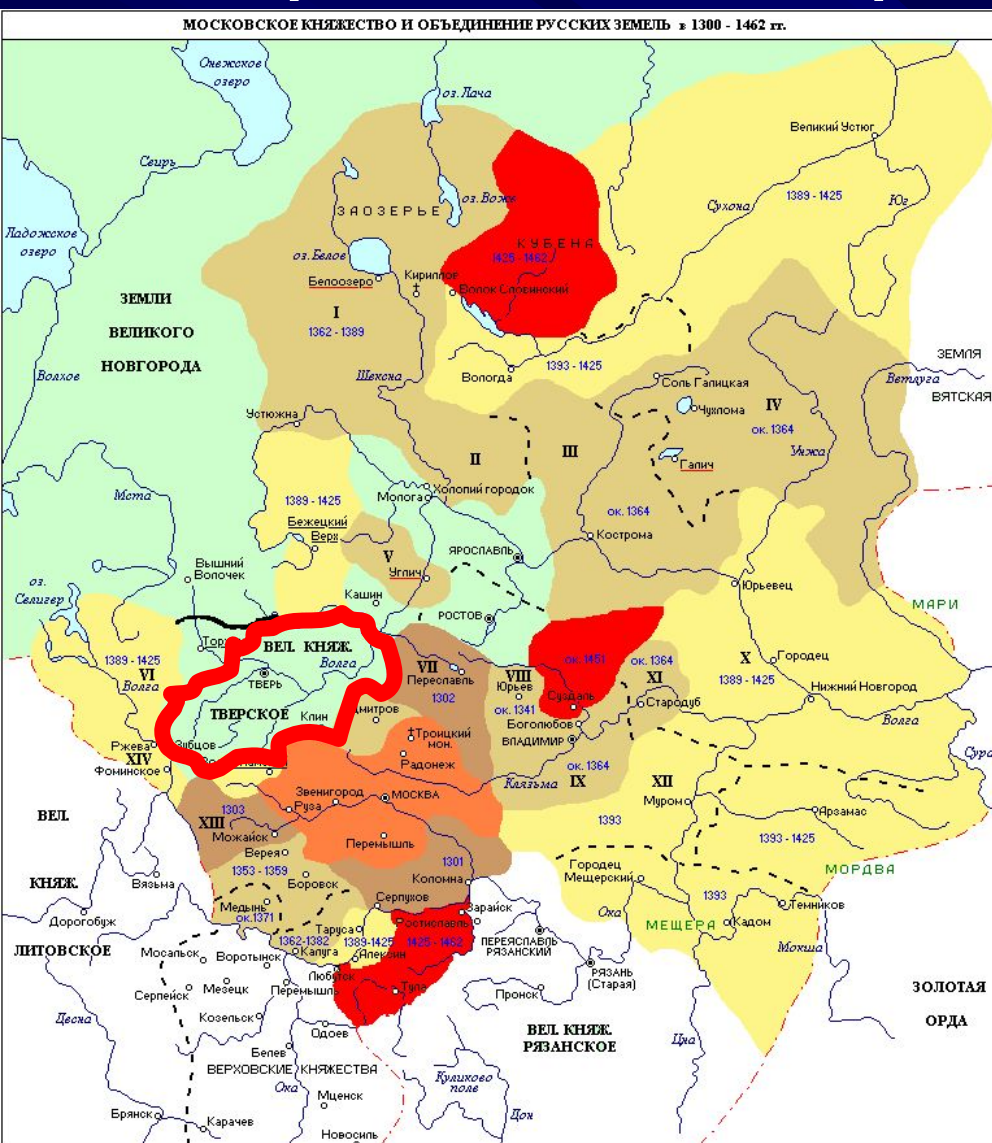 МОСКОВСКОЕ КНЯЖЕСТВО И ОБЪЕДИНЕНИЕ РУССКИХ ЗЕМЕЛЬ в 1300 - 1462 гг.
Онежское
озеро
оз. Лача
Великий Устюг
Свирь
Ладожское
озеро
ЗАОЗЕРЬЕ
оз. Воже
Сухона
1389 - 1425
Юг
КУБЕНА
1425 - 1462
оз. Белое
Белоозеро
Кириллов
Волок Словинский
ЗЕМЛИ
ВЕЛИКОГО
НОВГОРОДА
I
1362 - 1389
Волхов
Шексна
Вологда
1393 - 1425
ЗЕМЛЯ
ВЯТСКАЯ
Ветлуга
Соль Галицкая
Чухлома
IV
ок. 1364
Унжа
Галич
Устюжна
II
III
Мста
1389 - 1425
Бежецкий
Верх
Молога
Холопий городок
ок. 1364
Кострома
V
Углич
ЯРОСЛАВЛЬ
Вышний
Волочек
оз.
Селигер
Кашин
РОСТОВ
Юрьевец
МАРИ
1389 - 1425
VI
Волга
ВЕЛ. КНЯЖ.
Волга
ТВЕРЬ
ТВЕРСКОЕ
Клин
VII
Переславль
1302
VIII
Юрьев
ок. 1341
ок. 1451
Суздаль
ок. 1364
XI
Стародуб
X
1389 - 1425
Городец
Нижний Новгород
Волга
Сура
Ржева
Зубцов
XIV
Фоминское
Дмитров
Троицкий
мон.
Радонеж
Боголюбов
ВЛАДИМИР
ок. 1364
Клязьма
IX
XII
Муром
1393
Арзамас
1393 - 1425
ВЕЛ.
КНЯЖ.
ЛИТОВСКОЕ
Звенигород
Руза
МОСКВА
1303
XIII
Можайск
Перемышль
Верея
1353 - 1359
Боровск
1301
Коломна
Городец
Мещерский
МОРДВА
Вязьма
Дорогобуж
Медынь
ок. 1371
Серпухов
Таруса
1389-1425
Ростиславль
1425 - 1462
Зарайск
ПЕРЕЯСЛАВЛЬ
РЯЗАНСКИЙ
Ока
МЕЩЕРА
1393
Кадом
Темников
Мокша
1362-1382
Калуга
Алексин
Мосальск
Воротынск
Любутск
Серпейск
Мезецк
Перемышль
Тула
РЯЗАНЬ
(Старая)
Пронск
ЗОЛОТАЯ
ОРДА
Десна
Козельск
Одоев
ВЕЛ. КНЯЖ.
РЯЗАНСКОЕ
Цна
Белев
ВЕРХОВСКИЕ КНЯЖЕСТВА
Ока
Куликово
поле
Мценск
Дон
Брянск
Карачев
Новосиль